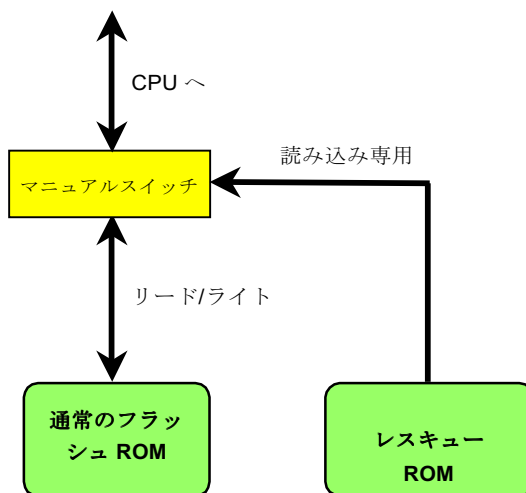 CPU へ
読み込み専用
マニュアルスイッチ
リード/ライト
通常のフラッ
シュ ROM
レスキュー
ROM